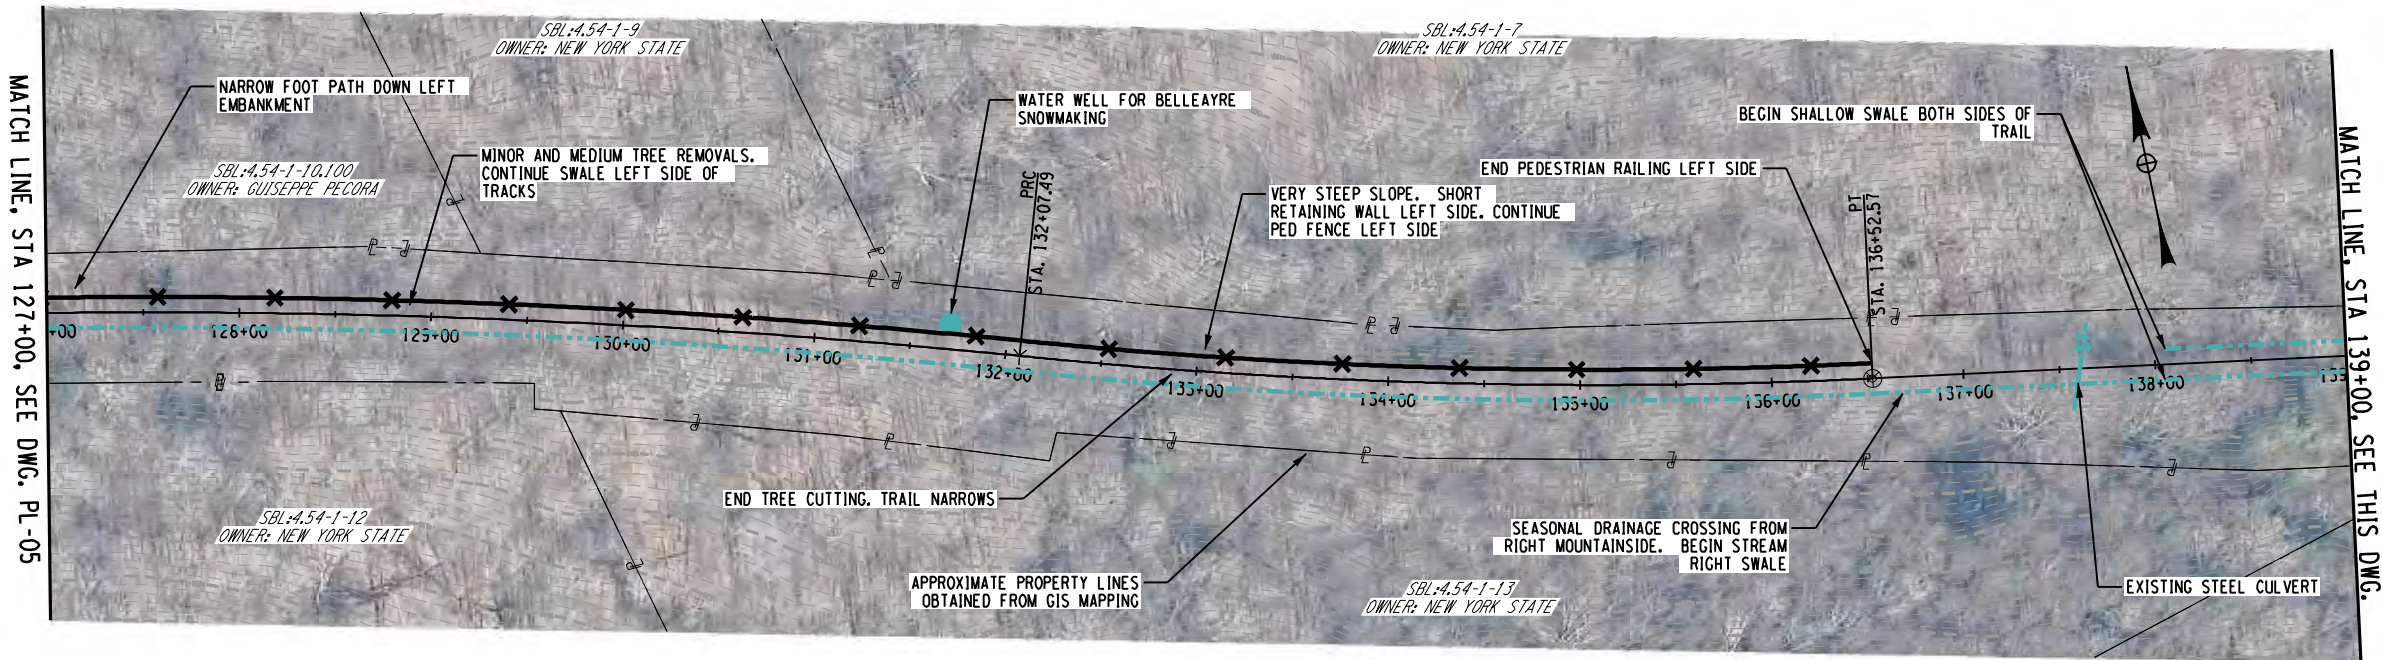 SBL:4.54-1-9
OWNER: NEW YORK STATE
SBL:4.54-1-7
OWNER: NEW YORK STATE
MATCH LINE, STA 127+00, SEE DWG. PL-05
NARROW FOOT PATH DOWN LEFT
EMBANKMENT
WATER WELL FOR BELLEAYRE
SNOWMAKING
BEGIN SHALLOW SWALE BOTH SIDES OF
TRAIL
MATCH LINE, STA 139+00, SEE THIS DWG.
SBL:4.54-1-10.100
OWNER: GUISEPPE PECORA
MINOR AND MEDIUM TREE REMOVALS.
CONTINUE SWALE LEFT SIDE OF
TRACKS
PRC
STA. 132+07.49
VERY STEEP SLOPE. SHORT
RETAINING WALL LEFT SIDE. CONTINUE
PED FENCE LEFT SIDE
END PEDESTRIAN RAILING LEFT SIDE
PT
STA. 136+52.57
+00
128+00
129+00
130+00
131+00
132+00
133+00
134+00
135+00
136+00
137+00
138+00
139
END TREE CUTTING. TRAIL NARROWS
SBL:4.54-1-12
OWNER: NEW YORK STATE
SEASONAL DRAINAGE CROSSING FROM
RIGHT MOUNTAINSIDE. BEGIN STREAM
RIGHT SWALE
APPROXIMATE PROPERTY LINES
OBTAINED FROM GIS MAPPING
SBL:4.54-1-13
OWNER: NEW YORK STATE
EXISTING STEEL CULVERT